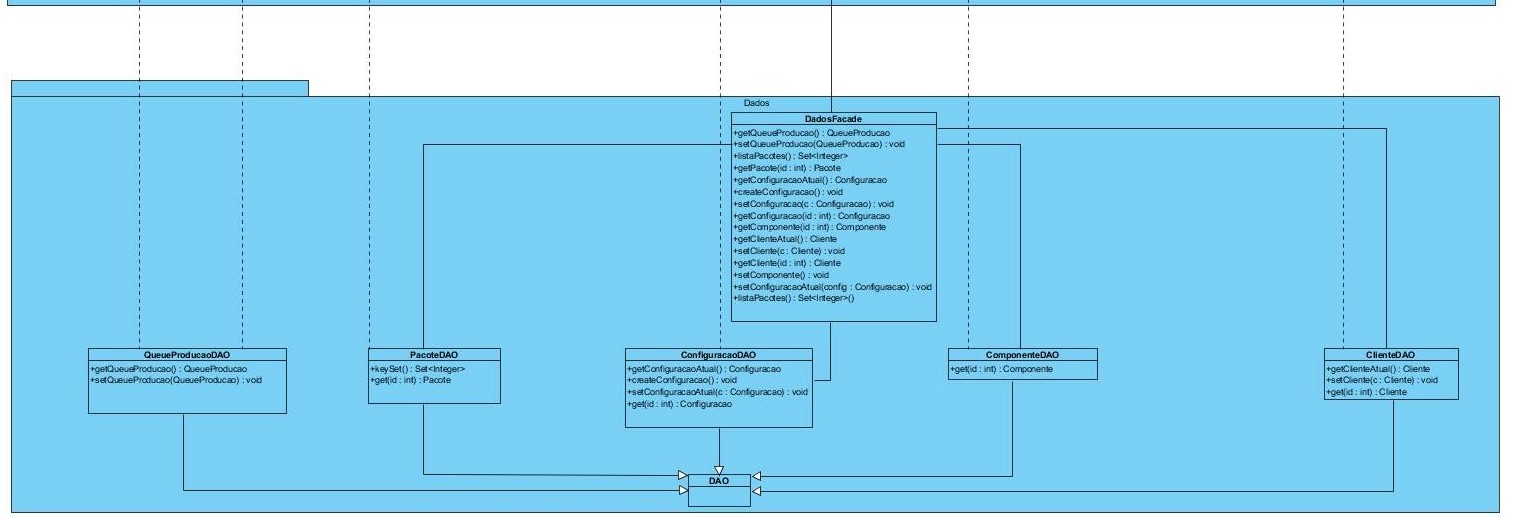 Dados
DadosFacade
+getQueueProducao() : QueueProducao
+setQueueProducao(QueueProducao) : void
+listaPacotes() : Set<Integer>
+getPacote(id : int) : Pacote
+getConfiguracaoAtual() : Configuracao
+createConfiguracao() : void
+setConfiguracao(c : Configuracao) : void
+getConfiguracao(id : int) : Configuracao
+getComponente(id : int) : Componente
+getClienteAtual() : Cliente
+setCliente(c : Cliente) : void
+getCliente(id : int) : Cliente
+setComponente() : void
+setConfiguracaoAtual(config : Configuracao) : void
+listaPacotes() : Set<Integer>()
QueueProducaoDAO
+getQueueProducao() : QueueProducao
+setQueueProducao(QueueProducao) : void
PacoteDAO
+keySet() : Set<Integer>
+get(id : int) : Pacote
ConfiguracaoDAO
+getConfiguracaoAtual() : Configuracao
+createConfiguracao() : void
+setConfiguracaoAtual(c : Configuracao) : void
+get(id : int) : Configuracao
ComponenteDAO
+get(id : int) : Componente
ClienteDAO
+getClienteAtual() : Cliente
+setCliente(c : Cliente) : void
+get(id : int) : Cliente
DAO